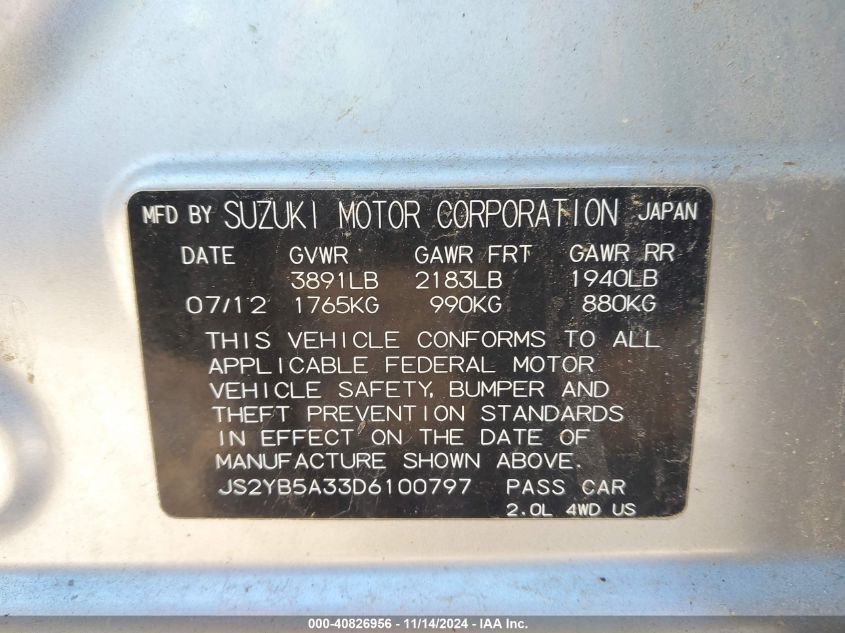 MFD BY SUZUKI MOTOR CORPORATION JAPAN
DATE GVWR GAWR FRT GAWR RR
3891LB 2183LB 1940LB
07/12 1765KG 990KG 880KG
THIS VEHICLE CONFORMS TO ALL
APPLICABLE FEDERAL MOTOR
VEHICLE SAFETY, BUMPER AND
THEFT PREVENTION STANDARDS
IN EFFECT ON THE DATE OF
MANUFACTURE SHOWN ABOVE.
JS2YB5A33D6100797 PASS CAR
2.0L 4WD US
000-40826956 - 11/14/2024 - IAA Inc.